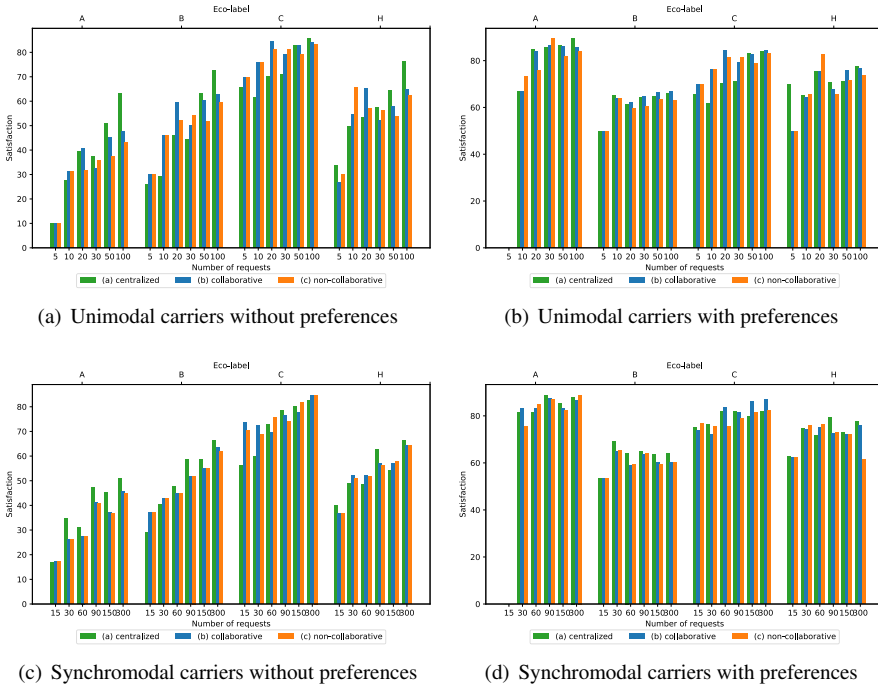 Eco-label
A B C H
Satisfaction
80
70
60
50
40
30
20
10
0
5 10 20 30 50 100 5 10 20 30 50 100 5 10 20 30 50 100 5 10 20 30 50 100
Number of requests
(a) centralized (b) collaborative (c) non-collaborative
(a) Unimodal carriers without preferences
Eco-label
A B C H
Satisfaction
80
60
40
20
0
5 10 20 30 50 100 5 10 20 30 50 100 5 10 20 30 50 100 5 10 20 30 50 100
Number of requests
(a) centralized (b) collaborative (c) non-collaborative
(b) Unimodal carriers with preferences
Eco-label
A B C H
Satisfaction
80
70
60
50
40
30
20
10
0
15 30 60 90 150 300 15 30 60 90 150 300 15 30 60 90 150 300 15 30 60 90 150 300
Number of requests
(a) centralized (b) collaborative (c) non-collaborative
(c) Synchromodal carriers without preferences
Eco-label
A B C H
Satisfaction
80
60
40
20
0
15 30 60 90 150 300 15 30 60 90 150 300 15 30 60 90 150 300 15 30 60 90 150 300
Number of requests
(a) centralized (b) collaborative (c) non-collaborative
(d) Synchromodal carriers with preferences